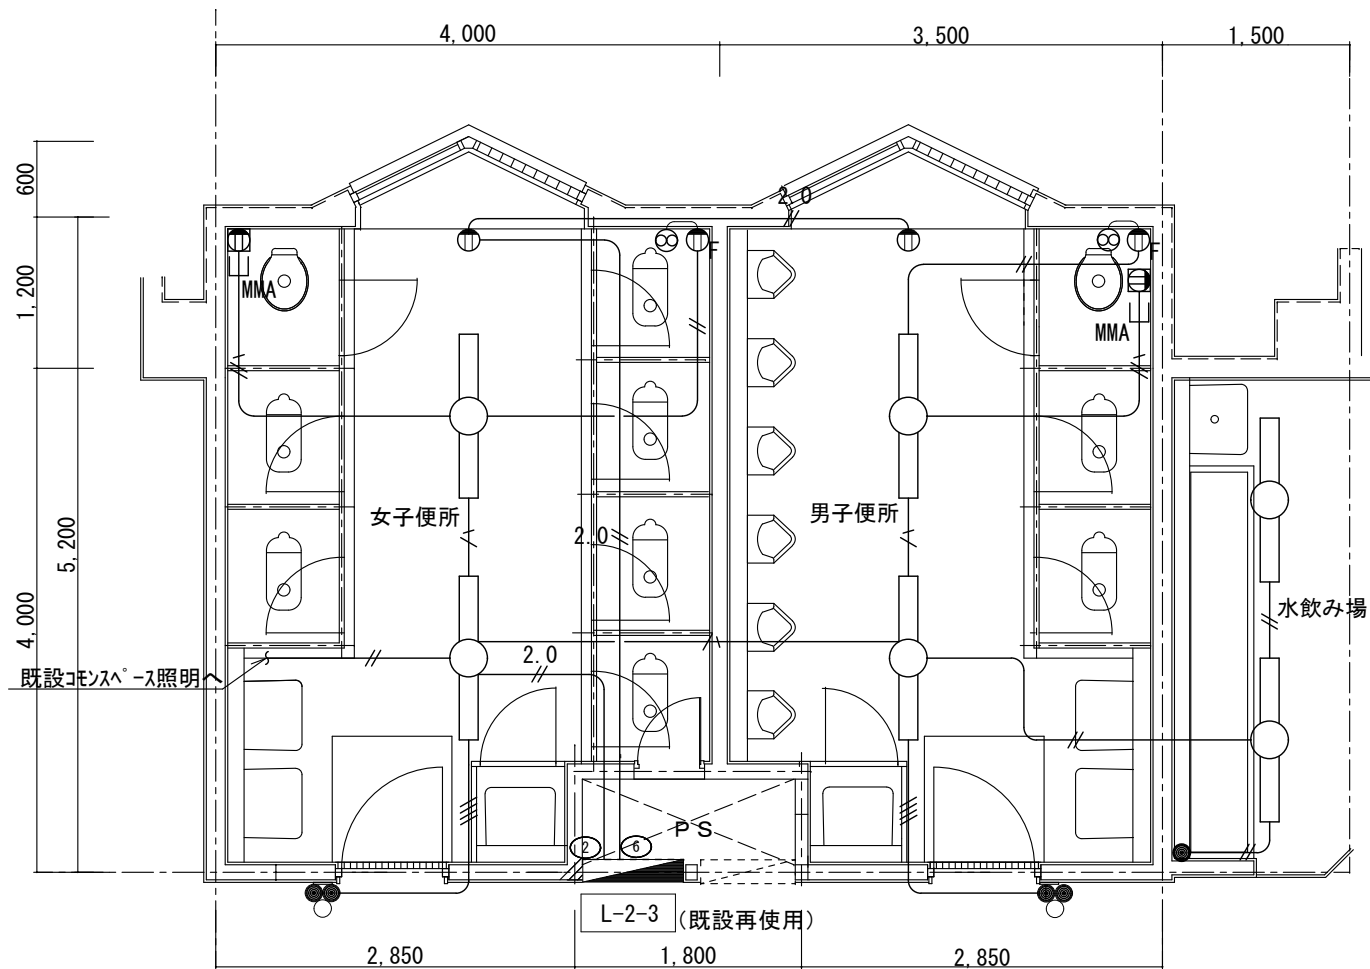 4,000
3,500
1,500
600
2.0
F
F
1,200
MMA
MMA
女子便所
男子便所
5,200
2.0
4,000
水飲み場
2.0
既設ｺﾓﾝｽﾍﾟｰｽ照明へ
PS
2
6
L-2-3
(既設再使用)
2,850
1,800
2,850